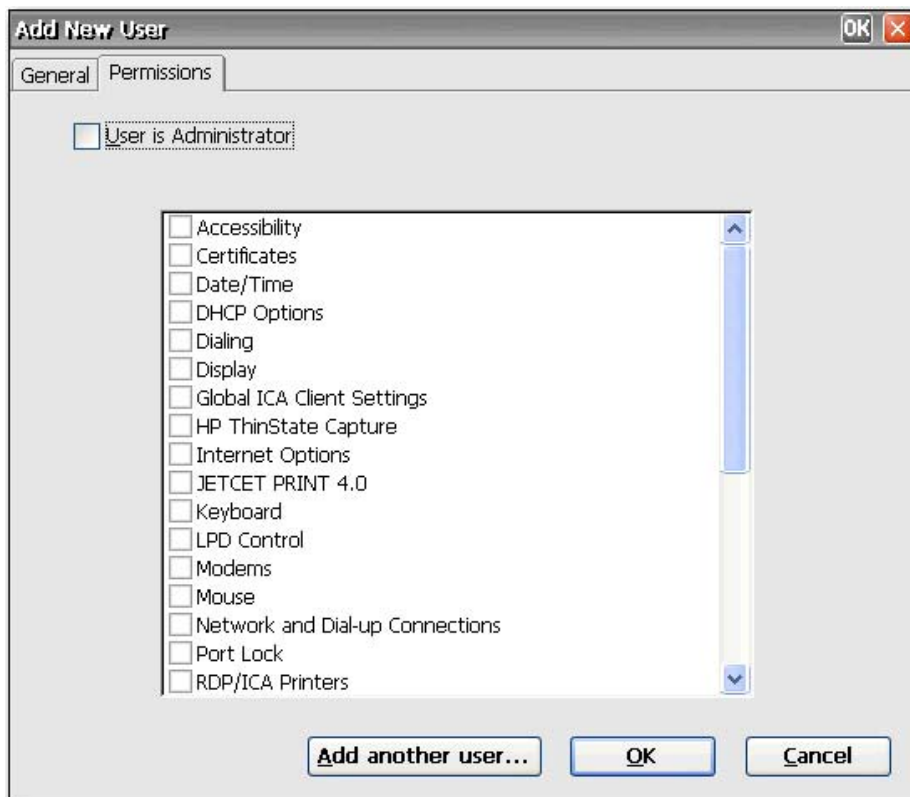 Add New User OK
General Permissions
User is Administrator
Accessibility
Certificates
Date/Time
DHCP Options
Dialing
Display
Global ICA Client Settings
HP ThinState Capture
Internet Options
JETCET PRINT 4.0
Keyboard
LPD Control
Modems
Mouse
Network and Dial-up Connections
Port Lock
RDP/ICA Printers
Add another user... OK Cancel